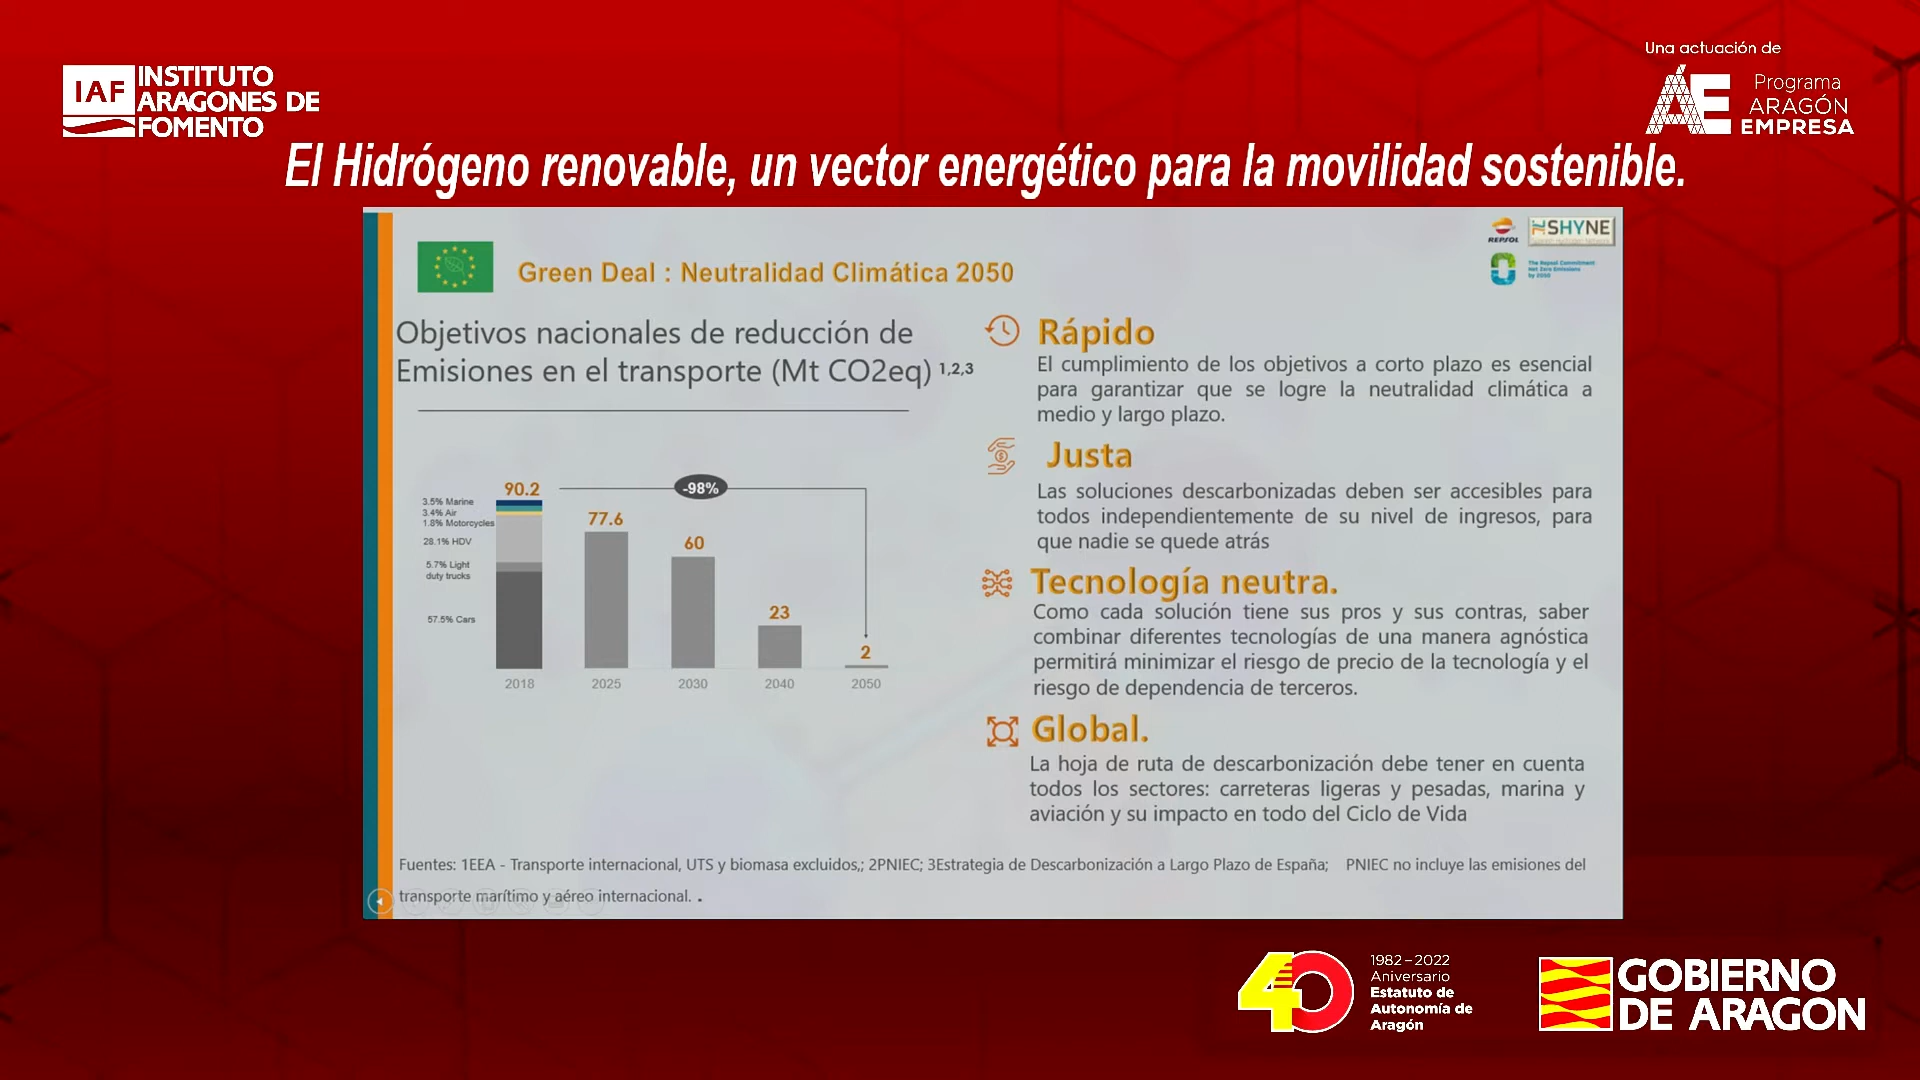 IAF
INSTITUTO
ARAGONES DE
FOMENTO
Una actuación de
AE
Programa
ARAGÓN
EMPRESA
El Hidrógeno renovable, un vector energético para la movilidad sostenible.
REPSOL
SHYNE
The Repsol Commitment
Net Zero Emissions
by 2050
Green Deal : Neutralidad Climática 2050
Objetivos nacionales de reducción de
Emisiones en el transporte (Mt CO2eq) 1,2,3
90.2
-98%
77.6
60
23
2
3.5% Marine
3.4% Air
1.8% Motorcycles
28.1% HDV
5.7% Light
duty trucks
57.5% Cars
2018
2025
2030
2040
2050
Rápido
El cumplimiento de los objetivos a corto plazo es esencial
para garantizar que se logre la neutralidad climática a
medio y largo plazo.
Justa
Las soluciones descarbonizadas deben ser accesibles para
todos independientemente de su nivel de ingresos, para
que nadie se quede atrás
Tecnología neutra.
Como cada solución tiene sus pros y sus contras, saber
combinar diferentes tecnologías de una manera agnóstica
permitirá minimizar el riesgo de precio de la tecnología y el
riesgo de dependencia de terceros.
Global.
La hoja de ruta de descarbonización debe tener en cuenta
todos los sectores: carreteras ligeras y pesadas, marina y
aviación y su impacto en todo del Ciclo de Vida
Fuentes: 1EEA - Transporte internacional, UTS y biomasa excluidos,; 2PNIEC; 3Estrategia de Descarbonización a Largo Plazo de España; PNIEC no incluye las emisiones del
transporte marítimo y aéreo internacional. .
40
1982–2022
Aniversario
Estatuto de
Autonomía de
Aragón
GOBIERNO
DE ARAGON